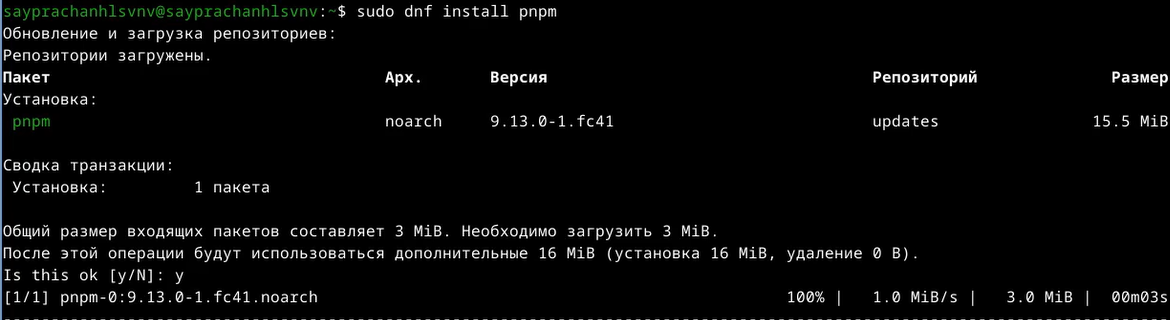 sayprachanhlsvnv@sayprachanhlsvnv:~$ sudo dnf install pnpm
Обновление и загрузка репозиториев:
Репозитории загружены.
Пакет Арх. Версия Репозиторий Размер
Установка:
pnpm noarch 9.13.0-1.fc41 updates 15.5 MiB
Сводка транзакции:
Установка: 1 пакета
Общий размер входящих пакетов составляет 3 MiB. Необходимо загрузить 3 MiB.
После этой операции будут использоваться дополнительные 16 MiB (установка 16 MiB, удаление 0 B).
Is this ok [y/N]: y
[1/1] pnpm-0:9.13.0-1.fc41.noarch 100% | 1.0 MiB/s | 3.0 MiB | 00m03s